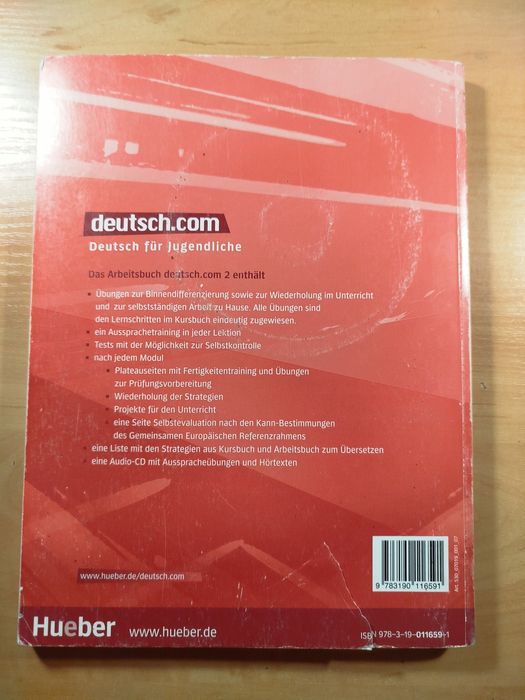 deutsch.com
Deutsch für Jugendliche
Das Arbeitsbuch deutsch.com 2 enthält
▪ Übungen zur Binnendifferenzierung sowie zur Wiederholung im Unterricht
und zur selbstständigen Arbeit zu Hause. Alle Übungen sind
den Lernschritten im Kursbuch eindeutig zugewiesen.
▪ ein Aussprachetraining in jeder Lektion
▪ Tests mit der Möglichkeit zur Selbstkontrolle
▪ nach jedem Modul
▪ Plateauseiten mit Fertigkeitentraining und Übungen
zur Prüfungsvorbereitung
▪ Wiederholung der Strategien
▪ Projekte für den Unterricht
▪ eine Seite Selbstevaluation nach den Kann-Bestimmungen
des Gemeinsamen Europäischen Referenzrahmens
▪ eine Liste mit den Strategien aus Kursbuch und Arbeitsbuch zum Übersetzen
▪ eine Audio-CD mit Ausspracheübungen und Hörtexten
www.hueber.de/deutsch.com
9 783190 116591
Art. 530_01019_001_07
Hueber
www.hueber.de
ISBN 978-3-19-011659-1